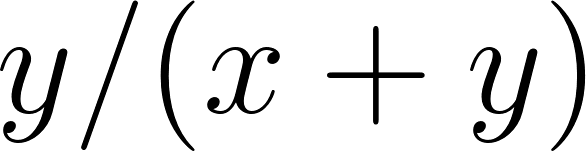 y/(x + y)